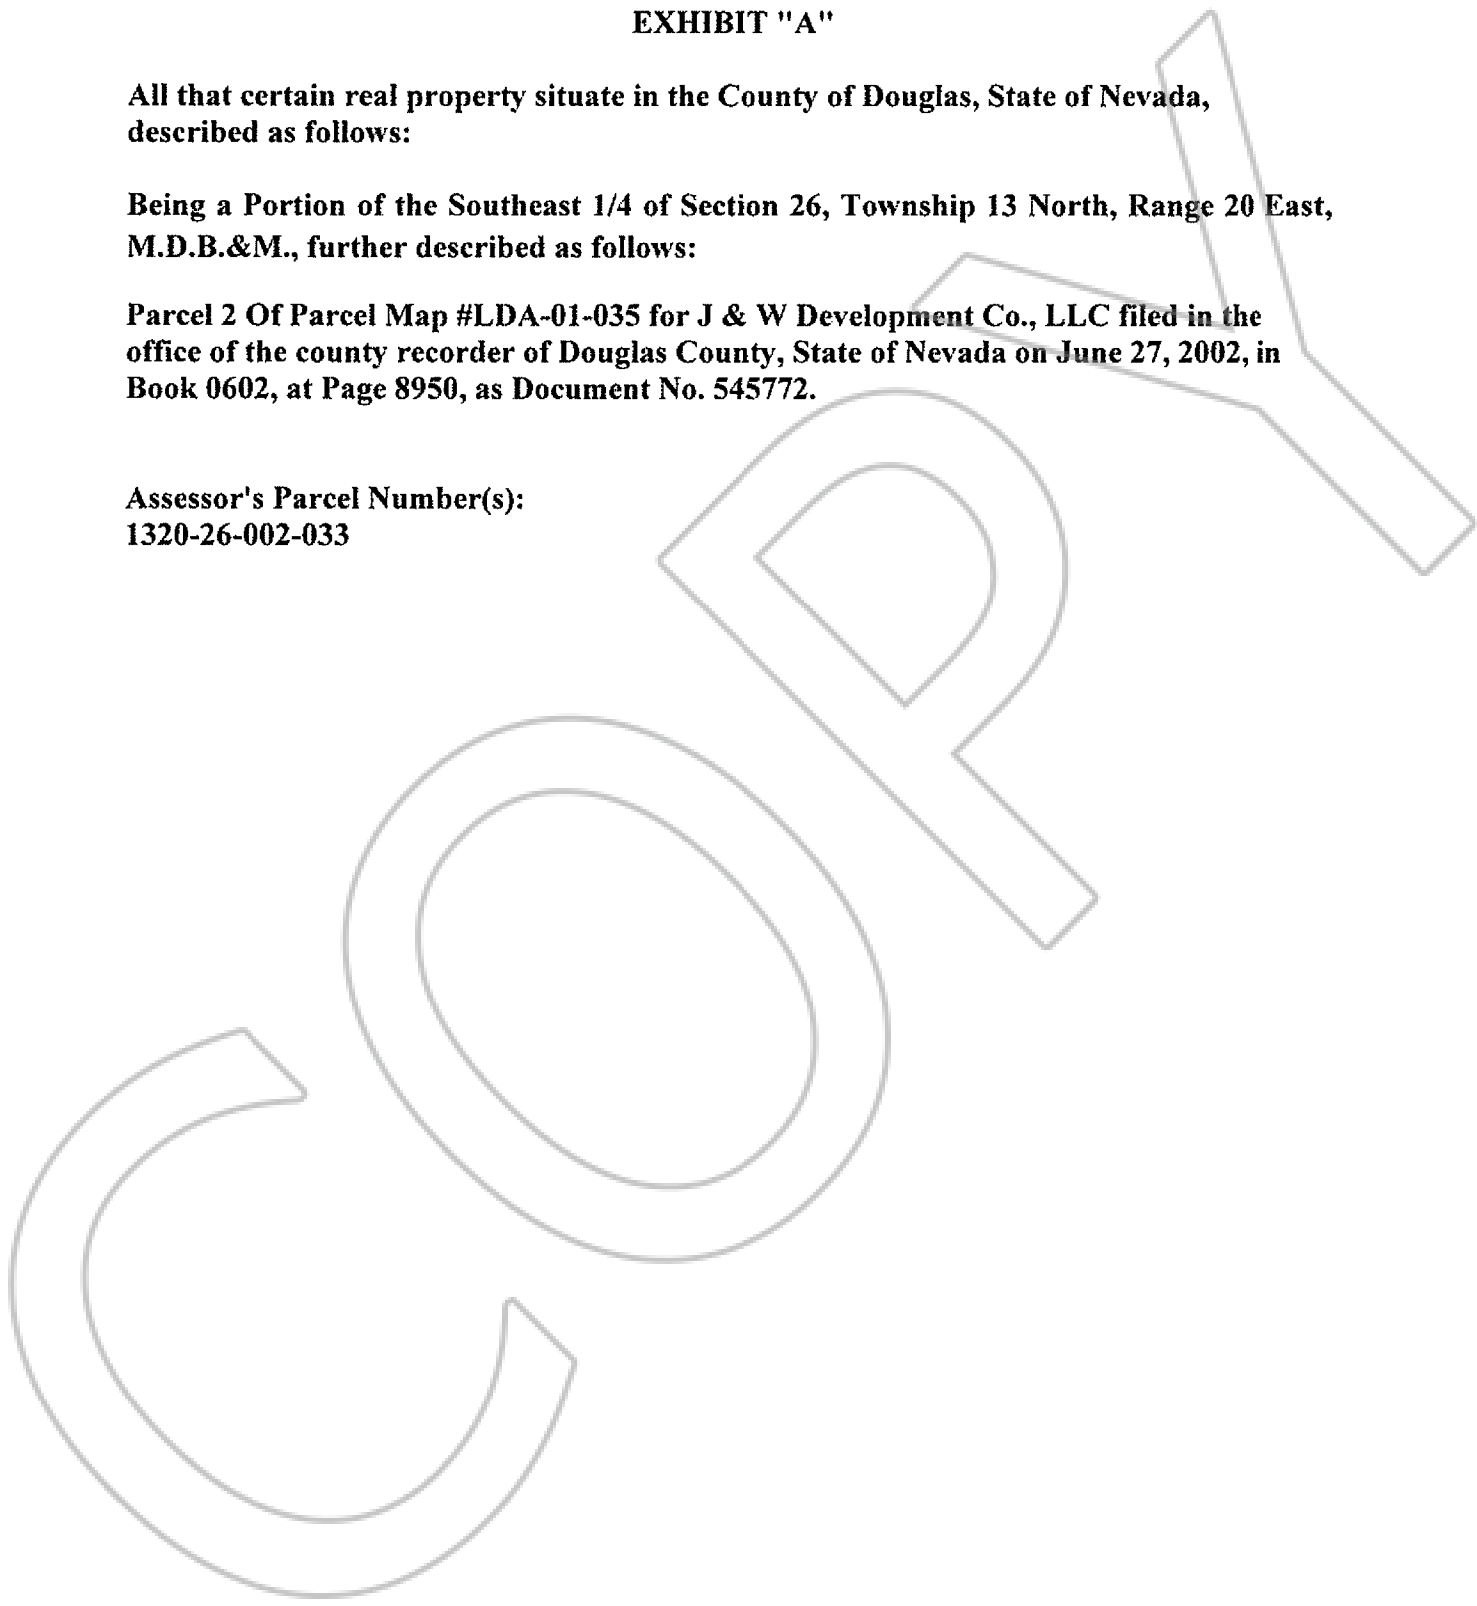 EXHIBIT "A"
All that certain real property situate in the County of Douglas, State of Nevada,
described as follows:
Being a Portion of the Southeast 1/4 of Section 26, Township 13 North, Range 20 East,
M.D.B.&M., further described as follows:
Parcel 2 Of Parcel Map #LDA-01-035 for J & W Development Co., LLC filed in the
office of the county recorder of Douglas County, State of Nevada on June 27, 2002, in
Book 0602, at Page 8950, as Document No. 545772.
Assessor's Parcel Number(s):
1320-26-002-033
COPY